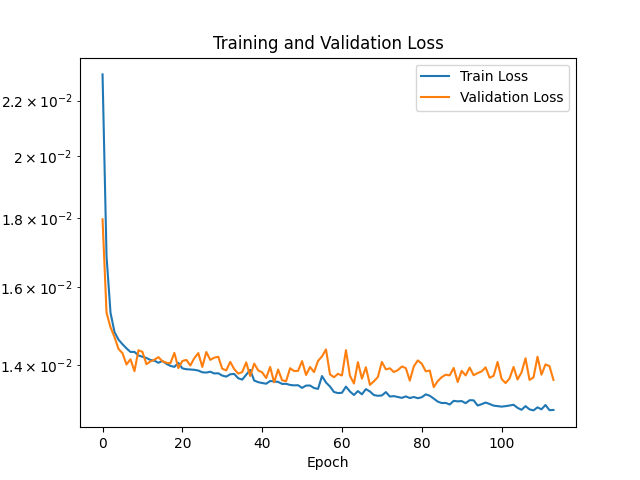 Training and Validation Loss
Train Loss
Validation Loss
2.2 × 10⁻²
2 × 10⁻²
1.8 × 10⁻²
1.6 × 10⁻²
1.4 × 10⁻²
0 20 40 60 80 100
Epoch